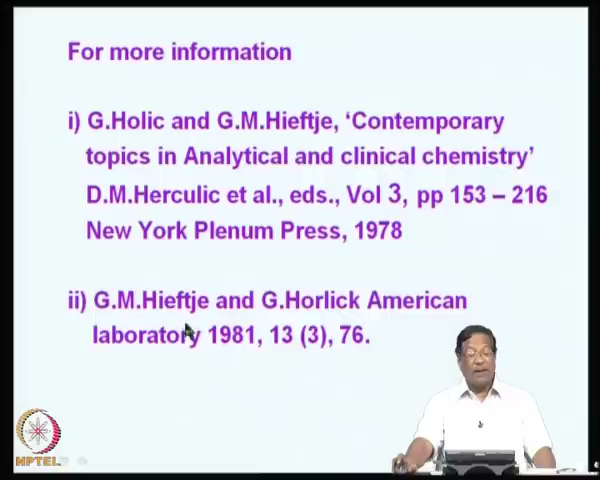 For more information
i) G.Holic and G.M.Hieftje, 'Contemporary
topics in Analytical and clinical chemistry'
D.M.Herculic et al., eds., Vol 3, pp 153 – 216
New York Plenum Press, 1978
ii) G.M.Hieftje and G.Horlick American
laboratory 1981, 13 (3), 76.
NPTEL